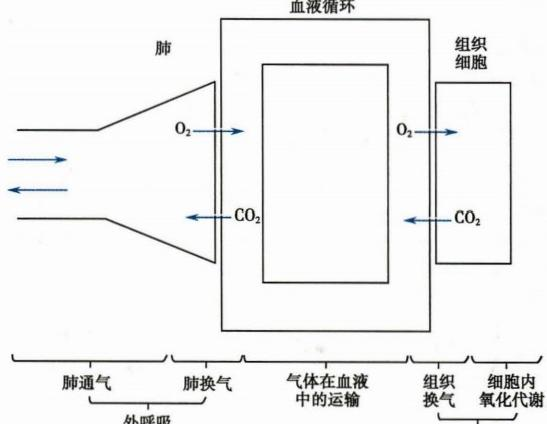 血液循环
肺
组织
细胞
O₂
O₂
CO₂
CO₂
肺通气
肺换气
气体在血液
中的运输
组织
换气
细胞内
氧化代谢
外呼吸